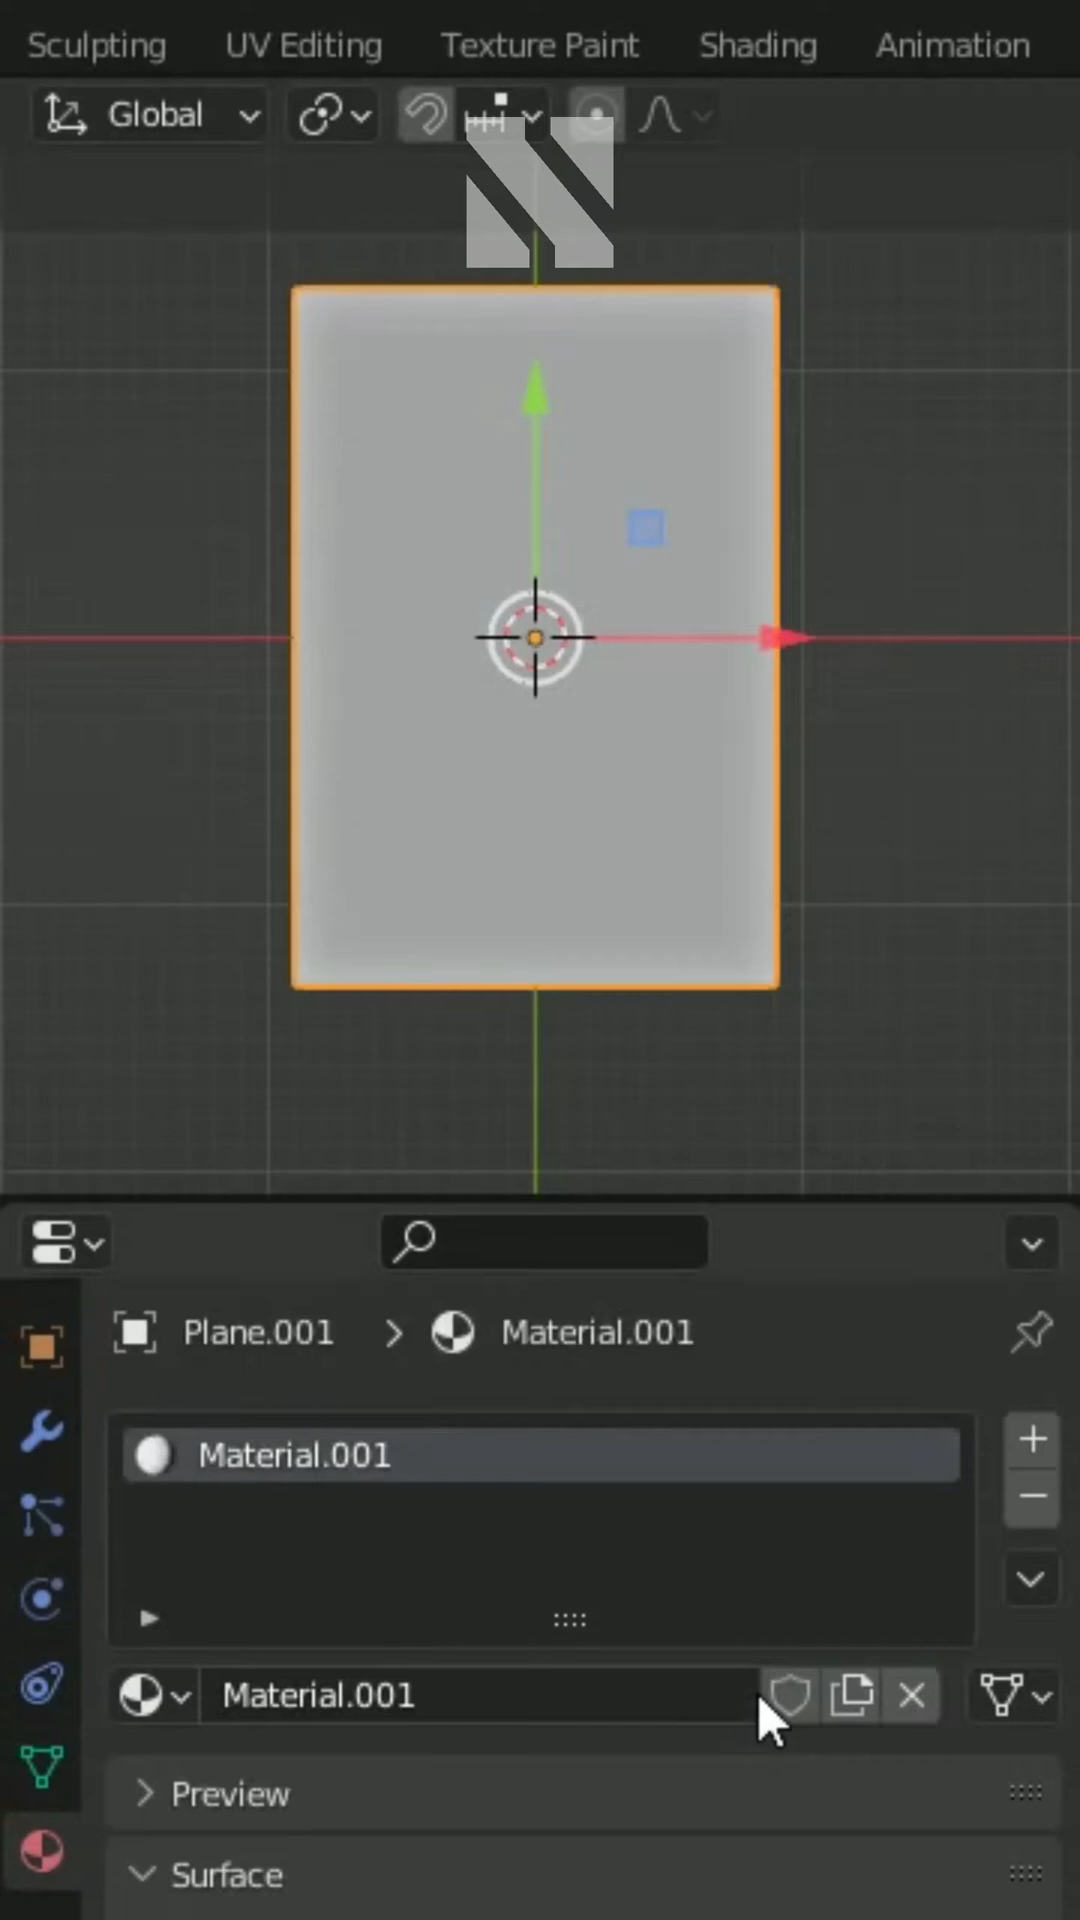 Sculpting UV Editing Texture Paint Shading Animation
Global
Plane.001 > Material.001
Material.001
Material.001
Preview
Surface